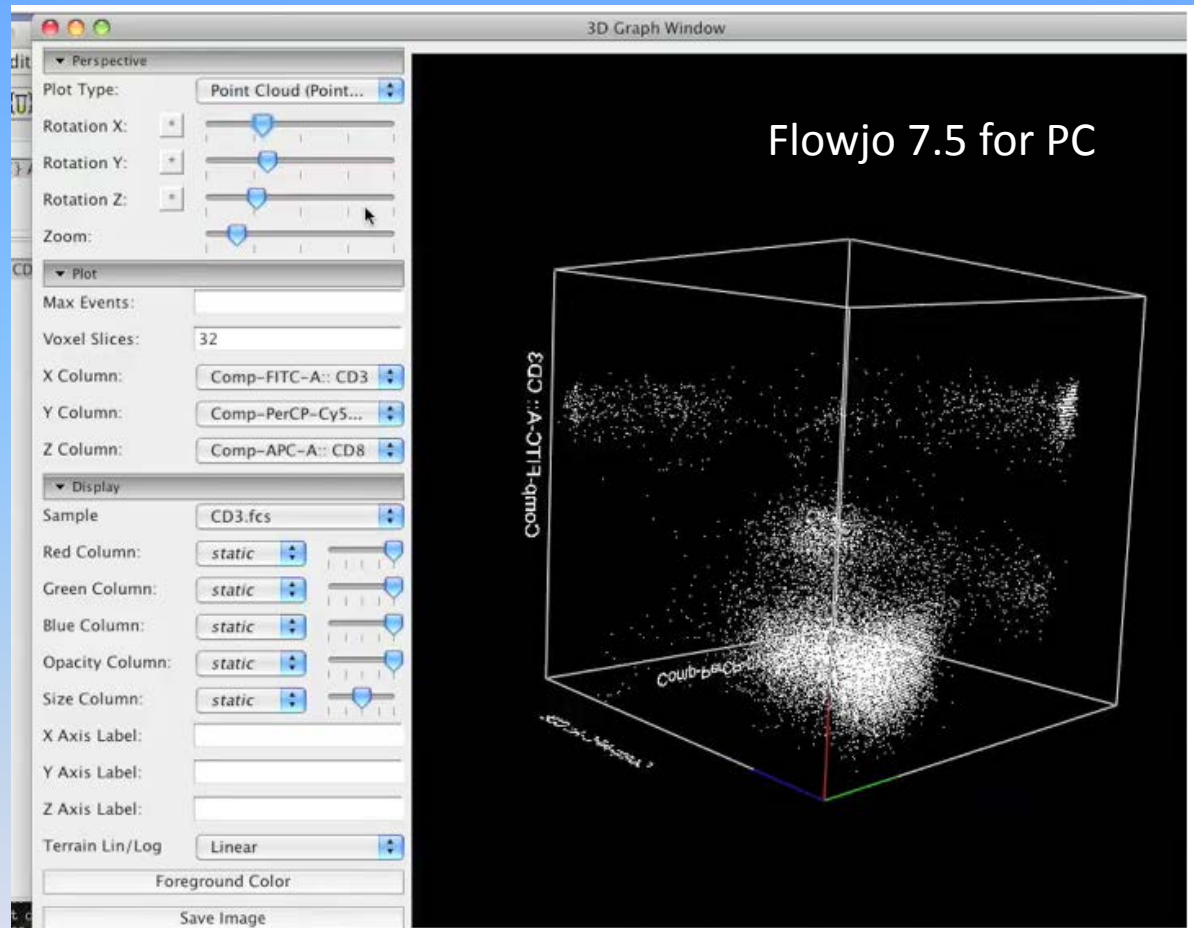 3D Graph Window
dit
Perspective
Plot Type: Point Cloud (Point...
Rotation X: *
Rotation Y: *
Rotation Z: *
Zoom:
CD
Plot
Max Events:
Voxel Slices: 32
X Column: Comp-FITC-A:: CD3
Y Column: Comp-PerCP-Cy5...
Z Column: Comp-APC-A:: CD8
Display
Sample CD3.fcs
Red Column: static
Green Column: static
Blue Column: static
Opacity Column: static
Size Column: static
X Axis Label:
Y Axis Label:
Z Axis Label:
Terrain Lin/Log Linear
Foreground Color
Save Image
Flowjo 7.5 for PC
Comp-FITC-A :: CD3